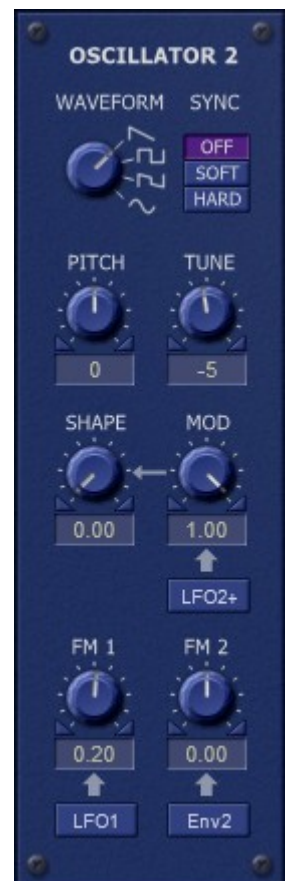 OSCILLATOR 2
WAVEFORM SYNC
OFF
SOFT
HARD
PITCH TUNE
0 -5
SHAPE MOD
0.00 1.00
LFO2+
FM 1 FM 2
0.20 0.00
LFO1 Env2